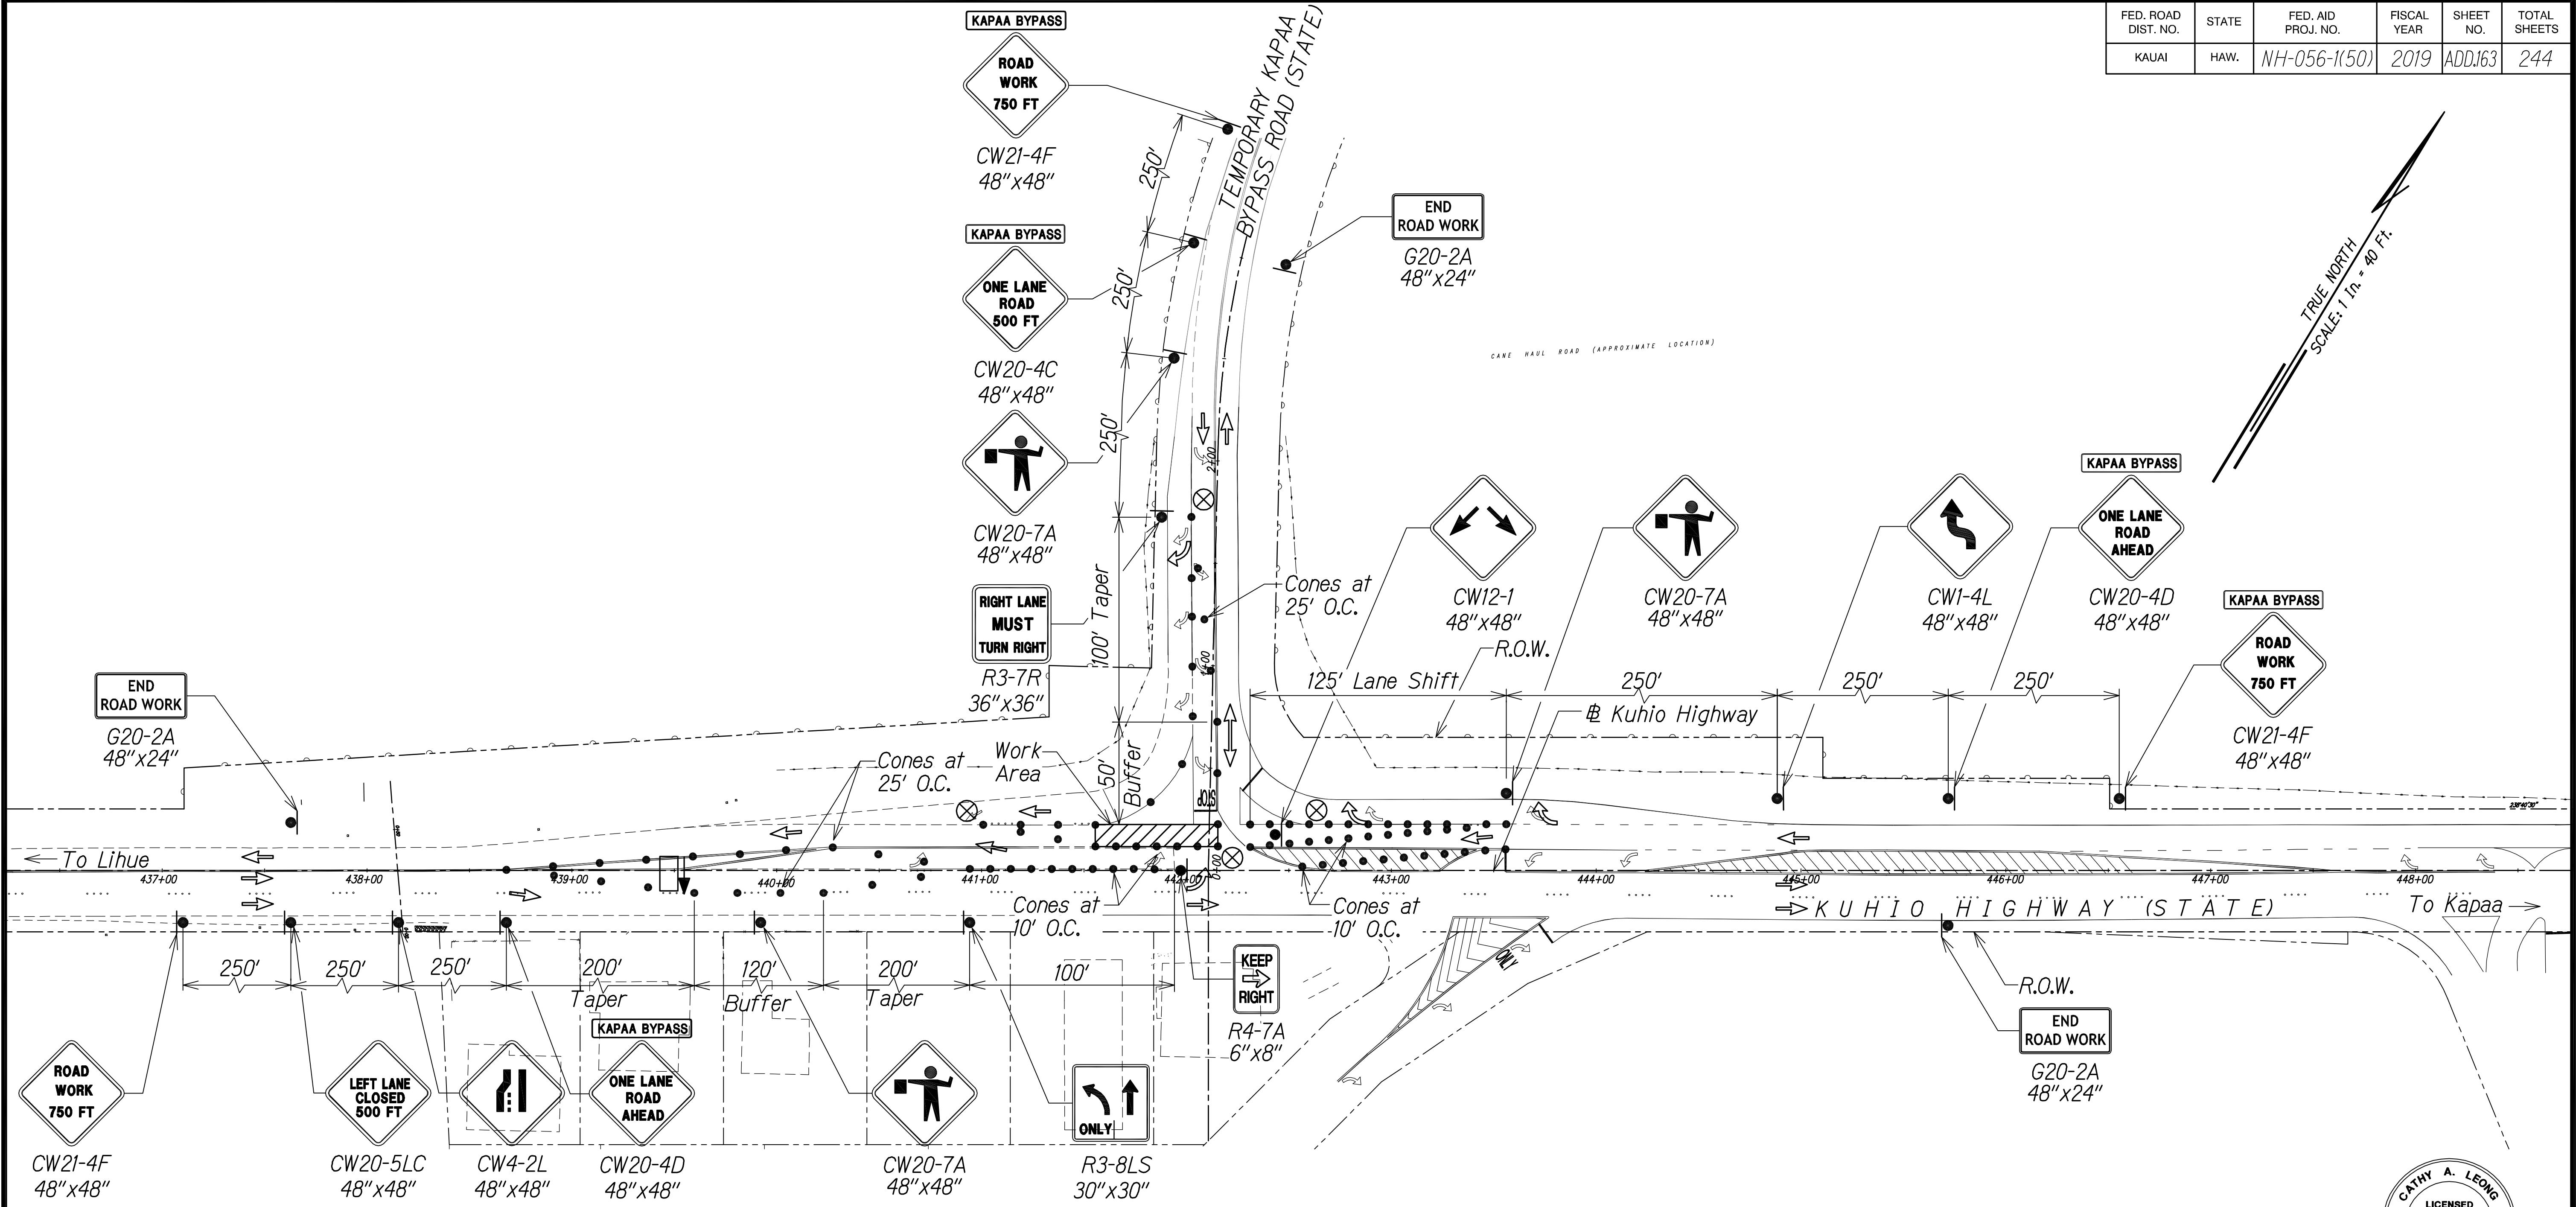 FED. ROAD DIST. NO.
STATE
FED. AID PROJ. NO.
FISCAL YEAR
SHEET NO.
TOTAL SHEETS
KAUAI
HAW.
NH-056-1(50)
2019
ADD.163
244
KAPAA BYPASS
ROAD
WORK
750 FT
CW21-4F
48"x48"
KAPAA BYPASS
ONE LANE
ROAD
500 FT
CW20-4C
48"x48"
CW20-7A
48"x48"
RIGHT LANE
MUST
TURN RIGHT
R3-7R
36"x36"
250'
250'
250'
100' Taper
50'
Buffer
TEMPORARY KAPAA
BYPASS ROAD (STATE)
2+00
STOP
0+00
END
ROAD WORK
G20-2A
48"x24"
CANE HAUL ROAD (APPROXIMATE LOCATION)
TRUE NORTH
SCALE: 1 In. = 40 Ft.
Cones at
25' O.C.
CW12-1
48"x48"
CW20-7A
48"x48"
CW1-4L
48"x48"
KAPAA BYPASS
ONE LANE
ROAD
AHEAD
CW20-4D
48"x48"
KAPAA BYPASS
ROAD
WORK
750 FT
CW21-4F
48"x48"
R.O.W.
125' Lane Shift
250'
250'
250'
℄ Kuhio Highway
END
ROAD WORK
G20-2A
48"x24"
Cones at
25' O.C.
Work
Area
To Lihue
437+00
438+00
439+00
440+00
441+00
442+00
443+00
444+00
445+00
446+00
447+00
448+00
Cones at
10' O.C.
Cones at
10' O.C.
KUHIO HIGHWAY (STATE)
To Kapaa
ONLY
250'
250'
250'
200'
Taper
120'
Buffer
200'
Taper
100'
KEEP
RIGHT
R4-7A
6"x8"
R.O.W.
END
ROAD WORK
G20-2A
48"x24"
ROAD
WORK
750 FT
CW21-4F
48"x48"
LEFT LANE
CLOSED
500 FT
CW20-5LC
48"x48"
CW4-2L
48"x48"
KAPAA BYPASS
ONE LANE
ROAD
AHEAD
CW20-4D
48"x48"
CW20-7A
48"x48"
ONLY
R3-8LS
30"x30"
CATHY A. LEONG
LICENSED